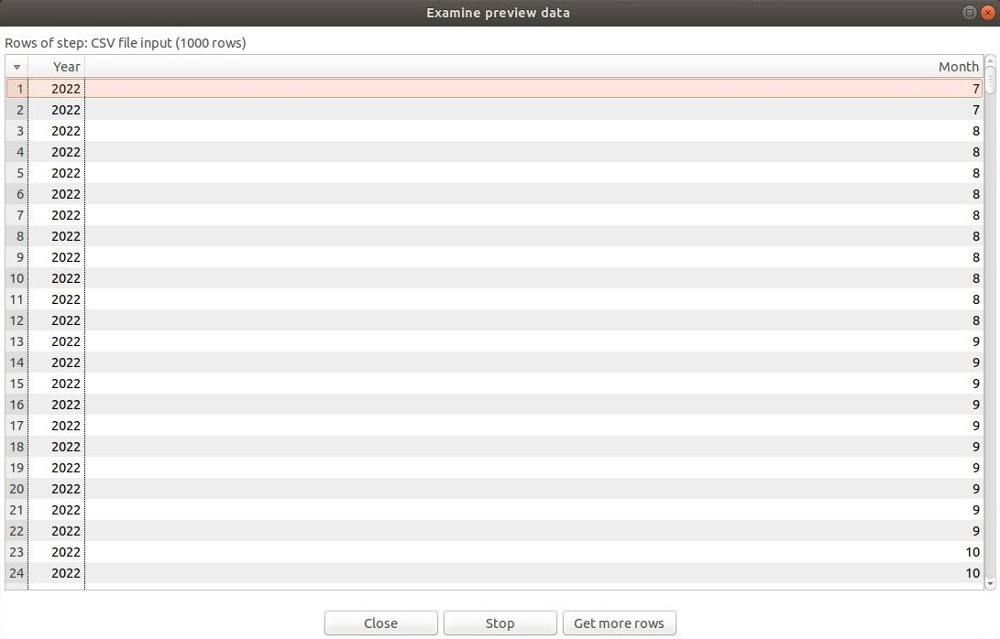 Examine preview data
Rows of step: CSV file input (1000 rows)
Year Month
1 2022 7
2 2022 7
3 2022 8
4 2022 8
5 2022 8
6 2022 8
7 2022 8
8 2022 8
9 2022 8
10 2022 8
11 2022 8
12 2022 8
13 2022 9
14 2022 9
15 2022 9
16 2022 9
17 2022 9
18 2022 9
19 2022 9
20 2022 9
21 2022 9
22 2022 9
23 2022 10
24 2022 10
Close Stop Get more rows